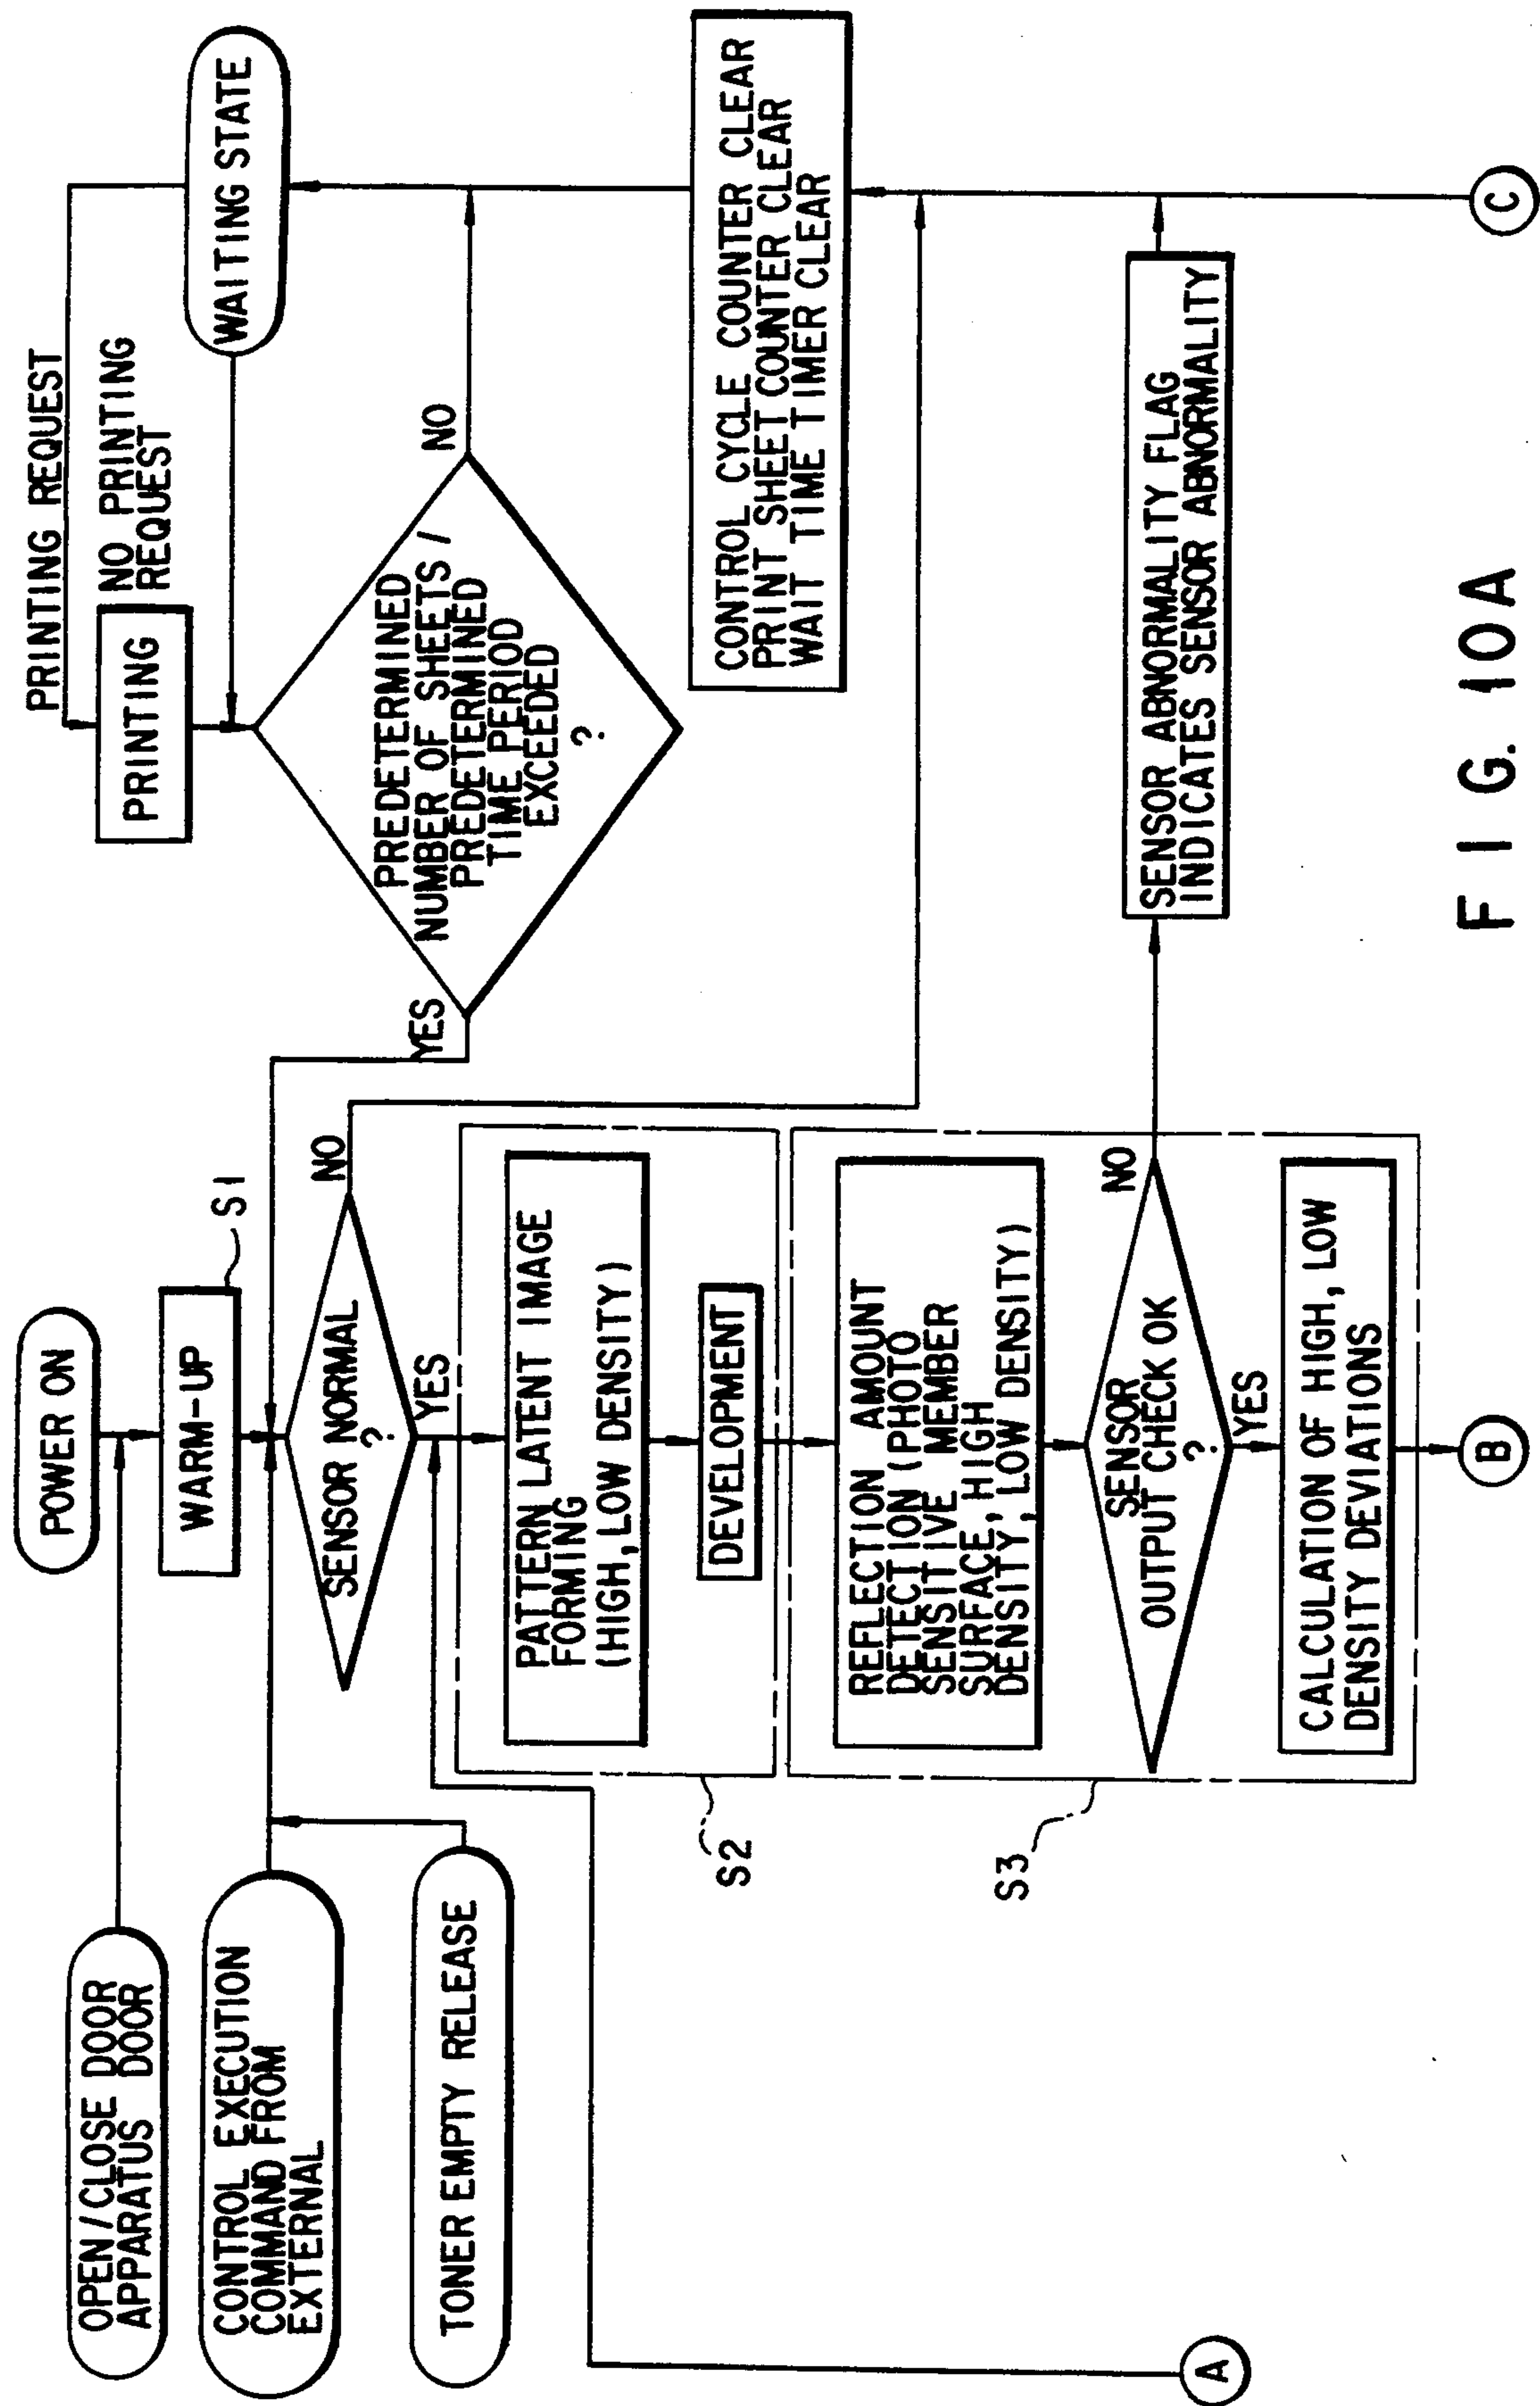 POWER ON
OPEN/CLOSE DOOR
APPARATUS DOOR
WARM-UP
S1
CONTROL EXECUTION
COMMAND FROM
EXTERNAL
TONER EMPTY RELEASE
SENSOR NORMAL
?
NO
YES
PATTERN LATENT IMAGE
FORMING
(HIGH, LOW DENSITY)
DEVELOPMENT
S2
REFLECTION AMOUNT
DETECTION (PHOTO
SENSITIVE MEMBER
SURFACE, HIGH
DENSITY, LOW DENSITY)
SENSOR
OUTPUT CHECK OK
?
NO
YES
CALCULATION OF HIGH, LOW
DENSITY DEVIATIONS
S3
A
B
PRINTING REQUEST
PRINTING
NO PRINTING
REQUEST
WAITING STATE
PREDETERMINED
NUMBER OF SHEETS /
PREDETERMINED
TIME PERIOD
EXCEEDED
?
YES
NO
CONTROL CYCLE COUNTER CLEAR
PRINT SHEET COUNTER CLEAR
WAIT TIME TIMER CLEAR
SENSOR ABNORMALITY FLAG
INDICATES SENSOR ABNORMALITY
C
FIG. 10A